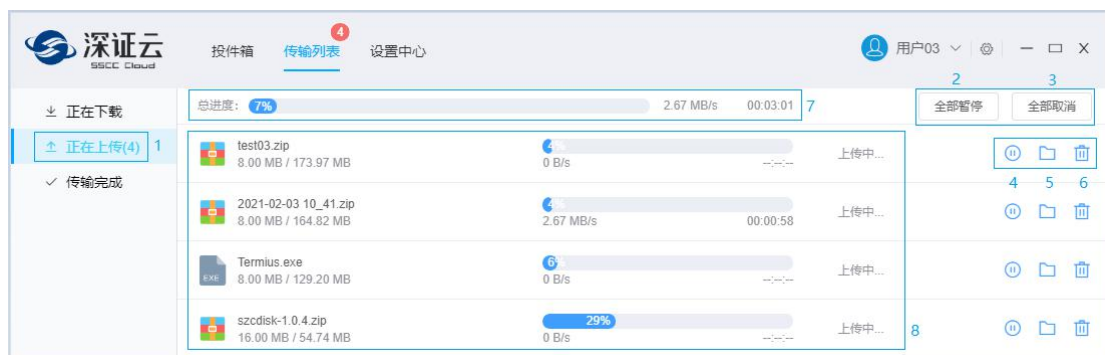 深证云
SSCC Cloud
投件箱
传输列表
4
设置中心
用户03
X
正在下载
正在上传(4)
1
传输完成
总进度:
7%
2.67 MB/s
00:03:01
7
2
全部暂停
3
全部取消
test03.zip
8.00 MB / 173.97 MB
4%
0 B/s
--:--:--
上传中...
4
5
6
2021-02-03 10_41.zip
8.00 MB / 164.82 MB
4%
2.67 MB/s
00:00:58
上传中...
EXE
Termius.exe
8.00 MB / 129.20 MB
6%
0 B/s
--:--:--
上传中...
szcdisk-1.0.4.zip
16.00 MB / 54.74 MB
29%
0 B/s
--:--:--
上传中...
8